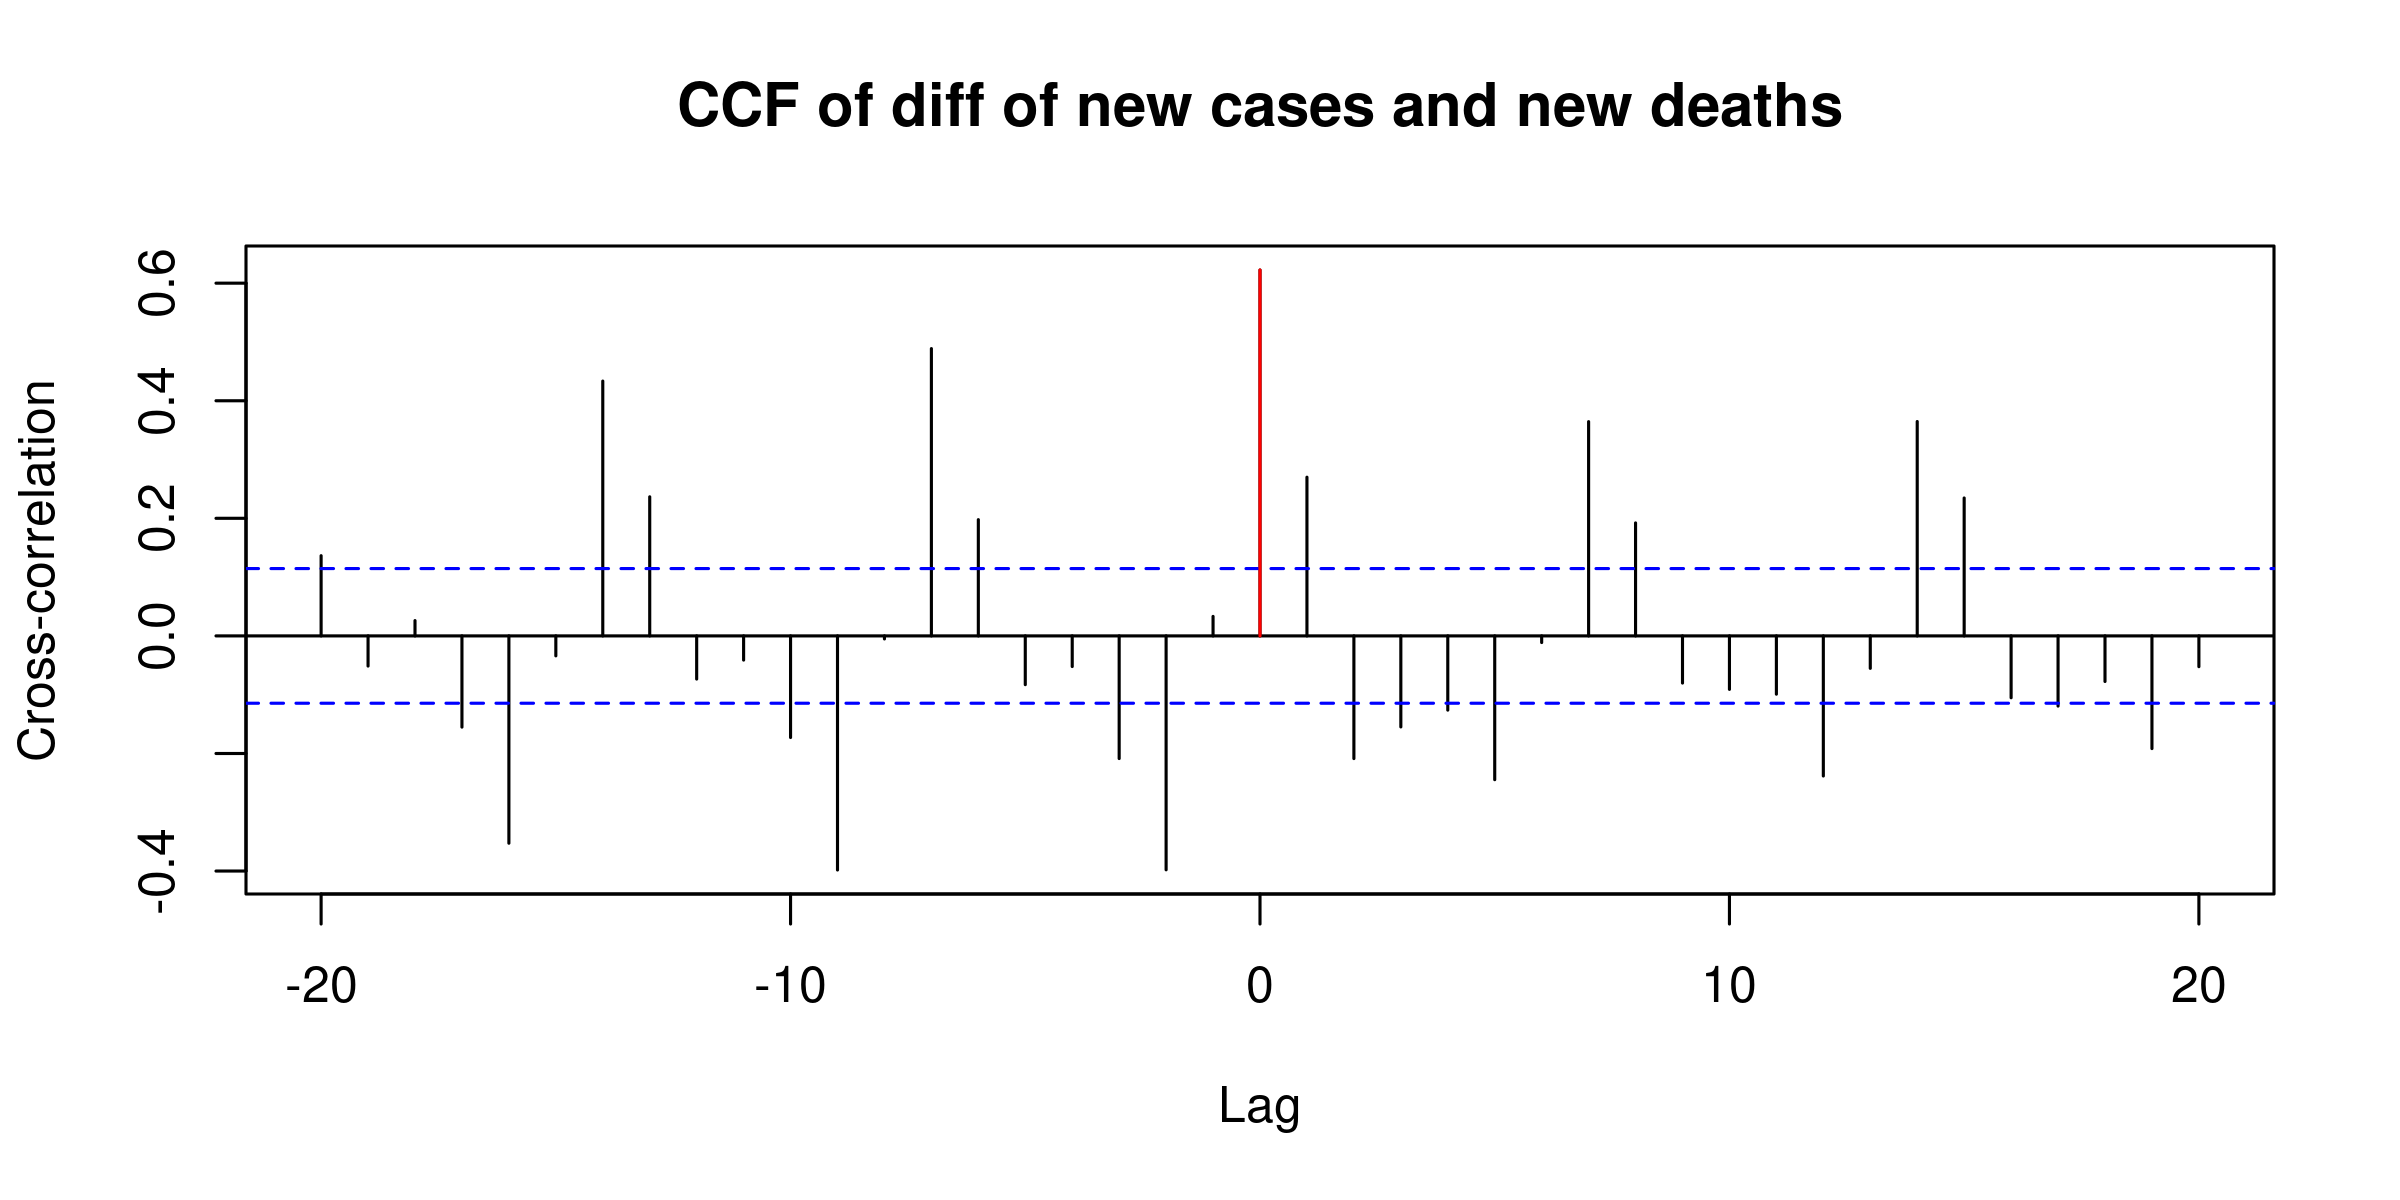 CCF of diff of new cases and new deaths
Cross-correlation
0.6
0.4
0.2
0.0
-0.4
-20 -10 0 10 20
Lag